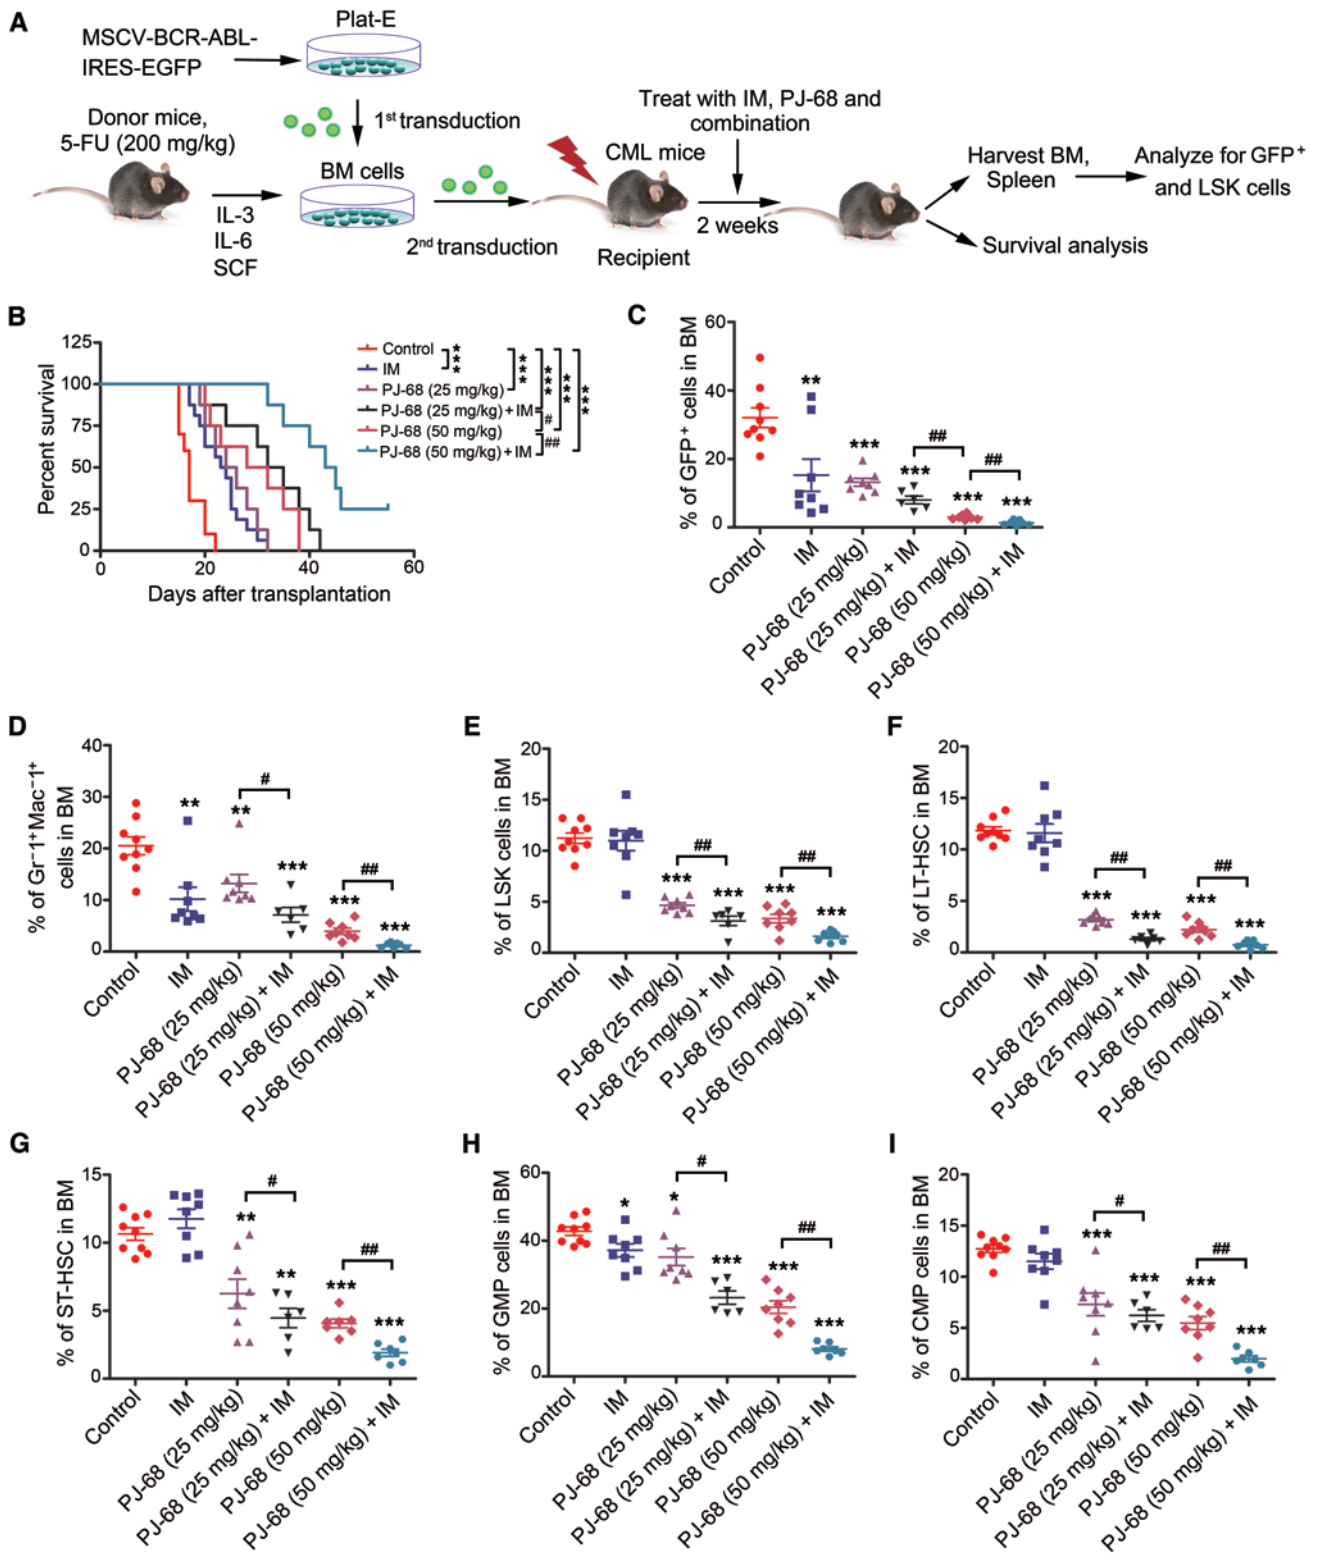 A
MSCV-BCR-ABL-
IRES-EGFP
Plat-E
Donor mice,
5-FU (200 mg/kg)
1st transduction
BM cells
IL-3
IL-6
SCF
2nd transduction
CML mice
Recipient
Treat with IM, PJ-68 and
combination
2 weeks
Harvest BM,
Spleen
Analyze for GFP+
and LSK cells
Survival analysis
B
Percent survival
125
100
75
50
25
0
0 20 40 60
Days after transplantation
Control
IM
PJ-68 (25 mg/kg)
PJ-68 (25 mg/kg) + IM
PJ-68 (50 mg/kg)
PJ-68 (50 mg/kg) + IM
*** *** *** *** ***
#
##
C
% of GFP+ cells in BM
60
40
20
0
** *** *** *** ***
## ##
Control
IM
PJ-68 (25 mg/kg)
PJ-68 (25 mg/kg) + IM
PJ-68 (50 mg/kg)
PJ-68 (50 mg/kg) + IM
D
% of Gr-1+Mac-1+
cells in BM
40
30
20
10
0
** ** *** *** ***
# ##
Control
IM
PJ-68 (25 mg/kg)
PJ-68 (25 mg/kg) + IM
PJ-68 (50 mg/kg)
PJ-68 (50 mg/kg) + IM
E
% of LSK cells in BM
20
15
10
5
0
*** *** *** ***
## ##
Control
IM
PJ-68 (25 mg/kg)
PJ-68 (25 mg/kg) + IM
PJ-68 (50 mg/kg)
PJ-68 (50 mg/kg) + IM
F
% of LT-HSC in BM
20
15
10
5
0
*** *** *** ***
## ##
Control
IM
PJ-68 (25 mg/kg)
PJ-68 (25 mg/kg) + IM
PJ-68 (50 mg/kg)
PJ-68 (50 mg/kg) + IM
G
% of ST-HSC in BM
15
10
5
0
** ** *** ***
# ##
Control
IM
PJ-68 (25 mg/kg)
PJ-68 (25 mg/kg) + IM
PJ-68 (50 mg/kg)
PJ-68 (50 mg/kg) + IM
H
% of GMP cells in BM
60
40
20
0
* * *** *** ***
# ##
Control
IM
PJ-68 (25 mg/kg)
PJ-68 (25 mg/kg) + IM
PJ-68 (50 mg/kg)
PJ-68 (50 mg/kg) + IM
I
% of CMP cells in BM
20
15
10
5
0
*** *** *** ***
# ##
Control
IM
PJ-68 (25 mg/kg)
PJ-68 (25 mg/kg) + IM
PJ-68 (50 mg/kg)
PJ-68 (50 mg/kg) + IM